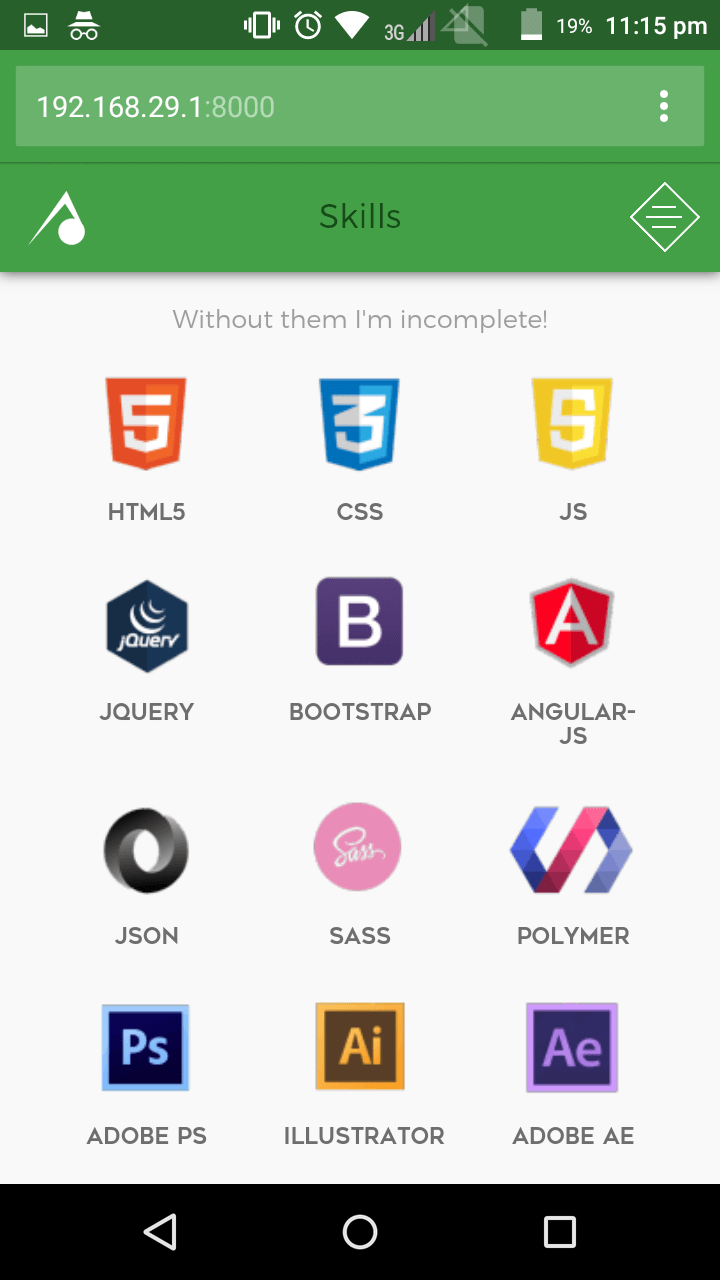 3G 19% 11:15 pm
192.168.29.1:8000
Skills
Without them I'm incomplete!
5 3 S
HTML5 CSS JS
jQuery B A
JQUERY BOOTSTRAP ANGULAR-
JS
Sass
JSON SASS POLYMER
Ps Ai Ae
ADOBE PS ILLUSTRATOR ADOBE AE